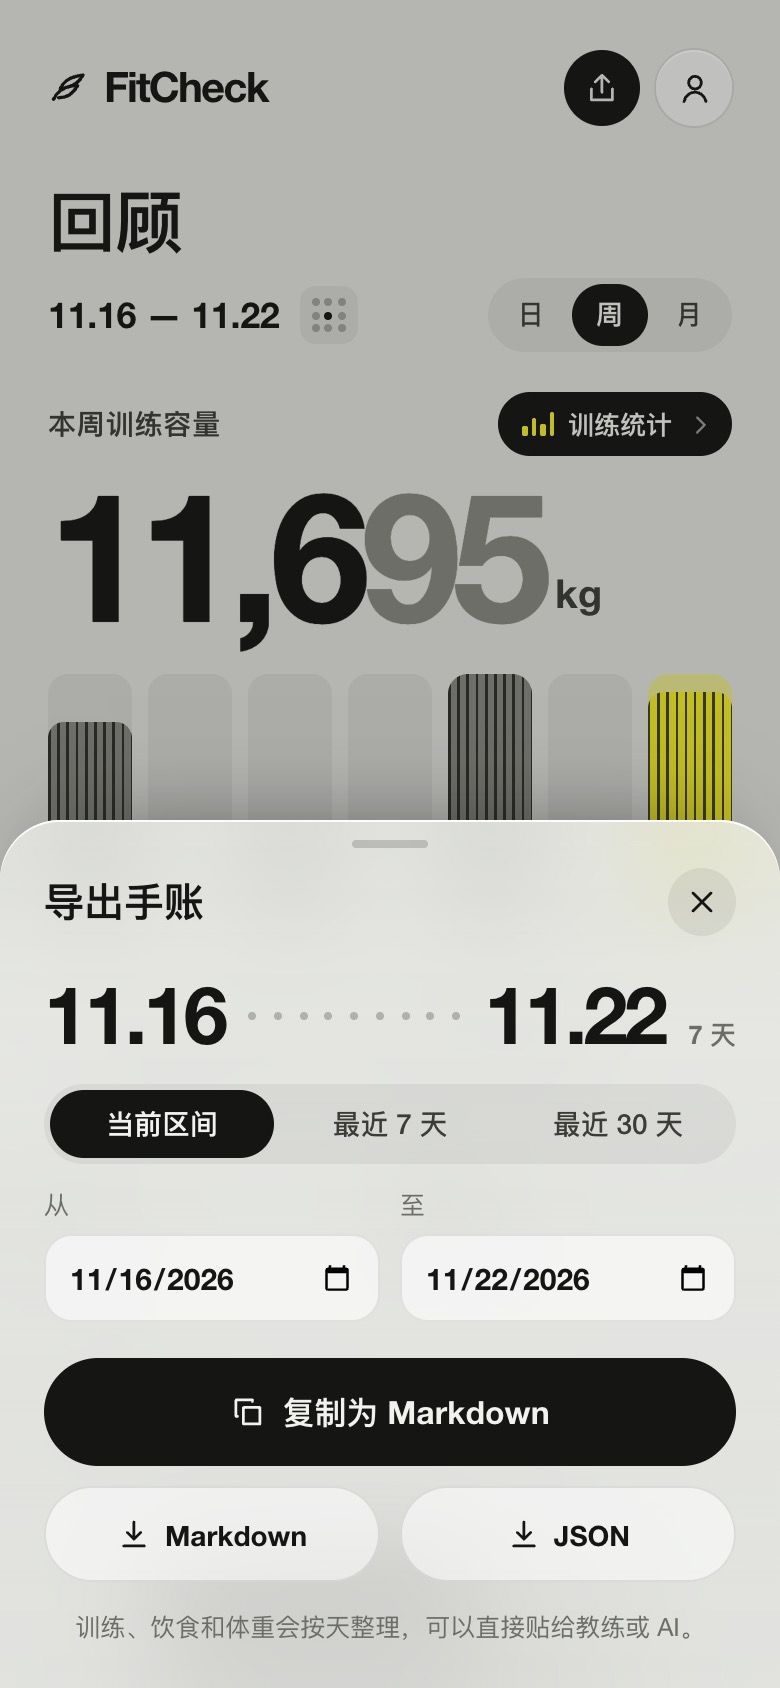 FitCheck
回顾
11.16 — 11.22
日 周 月
本周训练容量
训练统计
11,695 kg
导出手账
11.16 ········· 11.22 7 天
当前区间 最近 7 天 最近 30 天
从 至
11/16/2026 11/22/2026
复制为 Markdown
Markdown JSON
训练、饮食和体重会按天整理，可以直接贴给教练或 AI。